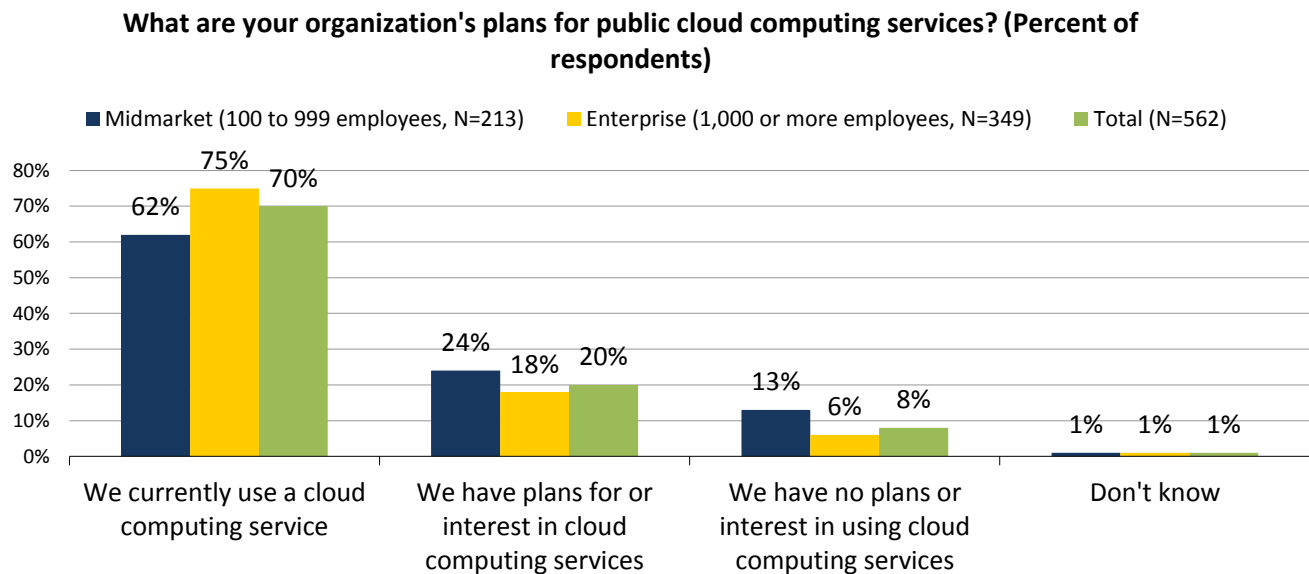 What are your organization's plans for public cloud computing services? (Percent of
respondents)
Midmarket (100 to 999 employees, N=213) Enterprise (1,000 or more employees, N=349) Total (N=562)
80%
70%
60%
50%
40%
30%
20%
10%
0%
62% 75% 70%
24% 18% 20%
13% 6% 8%
1% 1% 1%
We currently use a cloud
computing service
We have plans for or
interest in cloud
computing services
We have no plans or
interest in using cloud
computing services
Don't know